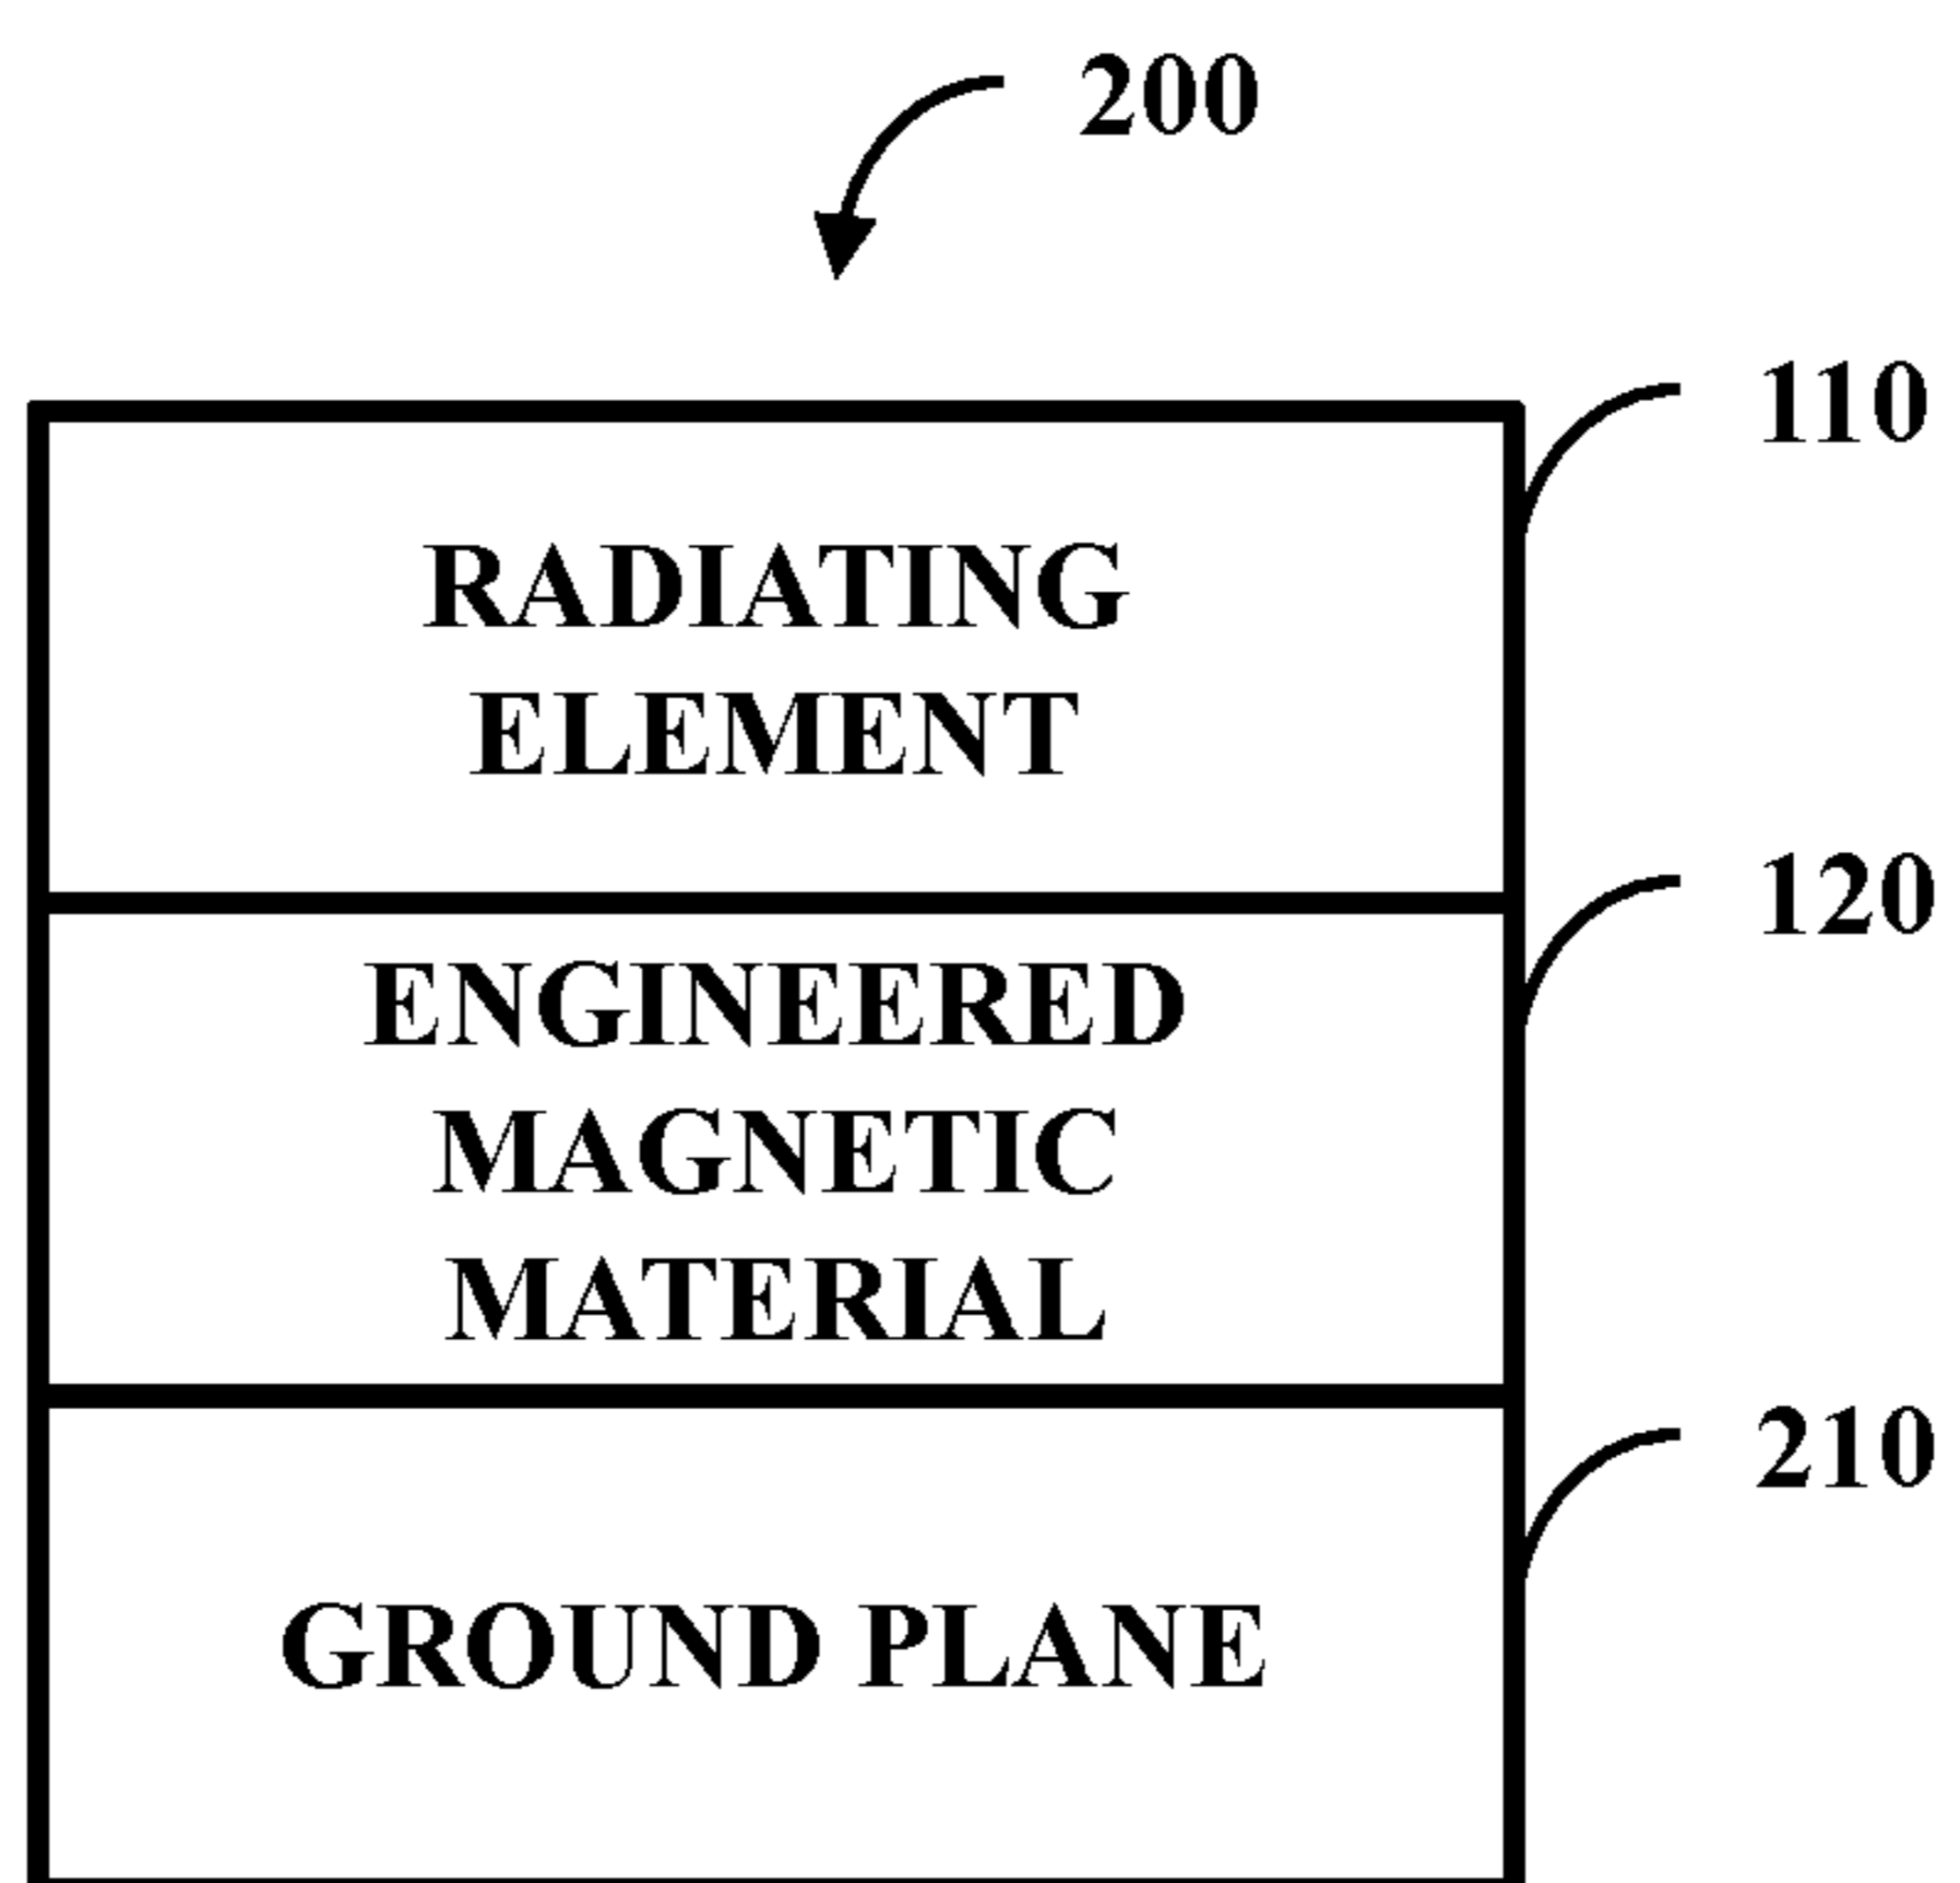 200
110
RADIATING
ELEMENT
120
ENGINEERED
MAGNETIC
MATERIAL
210
GROUND PLANE